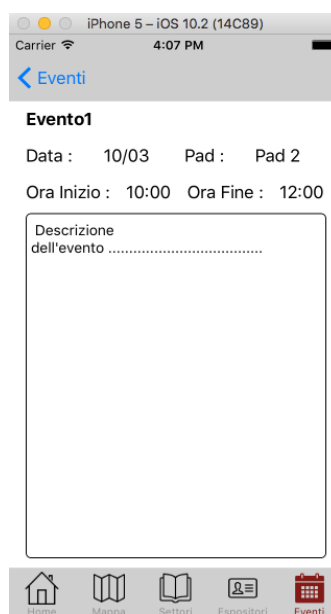 iPhone 5 – iOS 10.2 (14C89)
Carrier 4:07 PM
Eventi
Evento1
Data : 10/03 Pad : Pad 2
Ora Inizio : 10:00 Ora Fine : 12:00
Descrizione
dell'evento .....................................
Home Mappa Settori Espositori Eventi